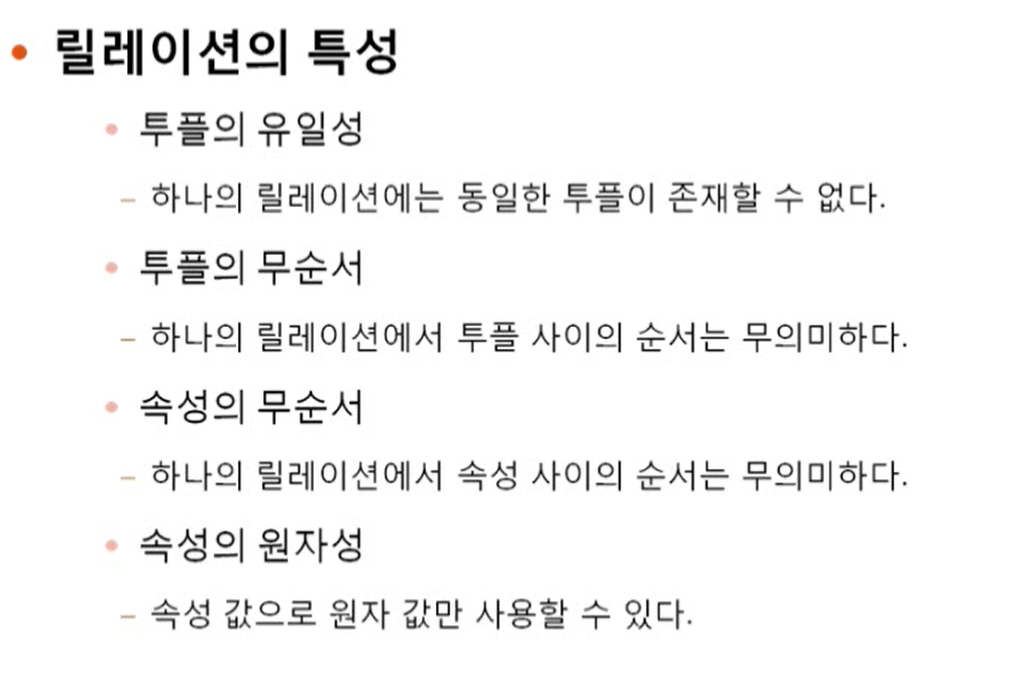 • 릴레이션의 특성
• 투플의 유일성
– 하나의 릴레이션에는 동일한 투플이 존재할 수 없다.
• 투플의 무순서
– 하나의 릴레이션에서 투플 사이의 순서는 무의미하다.
• 속성의 무순서
– 하나의 릴레이션에서 속성 사이의 순서는 무의미하다.
• 속성의 원자성
– 속성 값으로 원자 값만 사용할 수 있다.